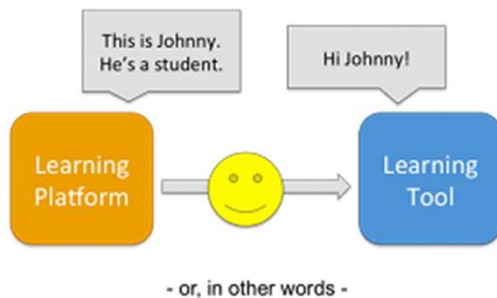 This is Johnny.
He's a student.
Hi Johnny!
Learning
Platform
Learning
Tool
- or, in other words -